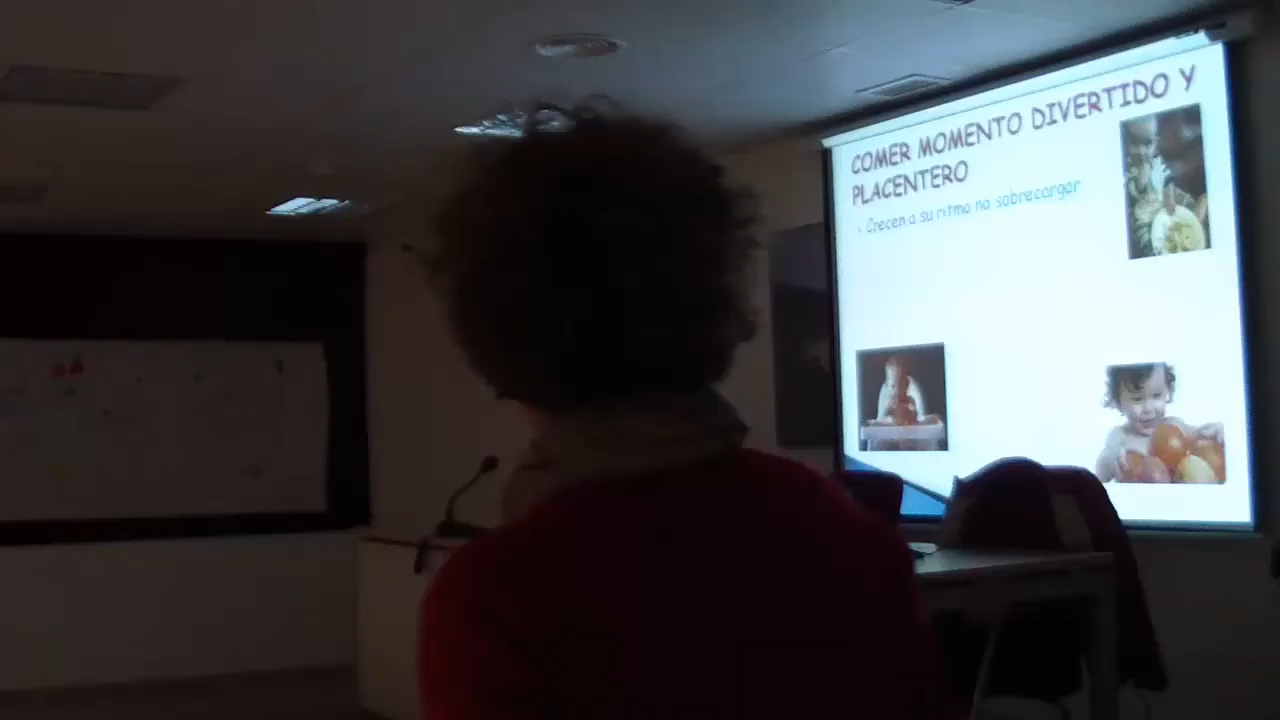 COMER MOMENTO DIVERTIDO Y
PLACENTERO
• Crecen a su ritmo no sobrecargar